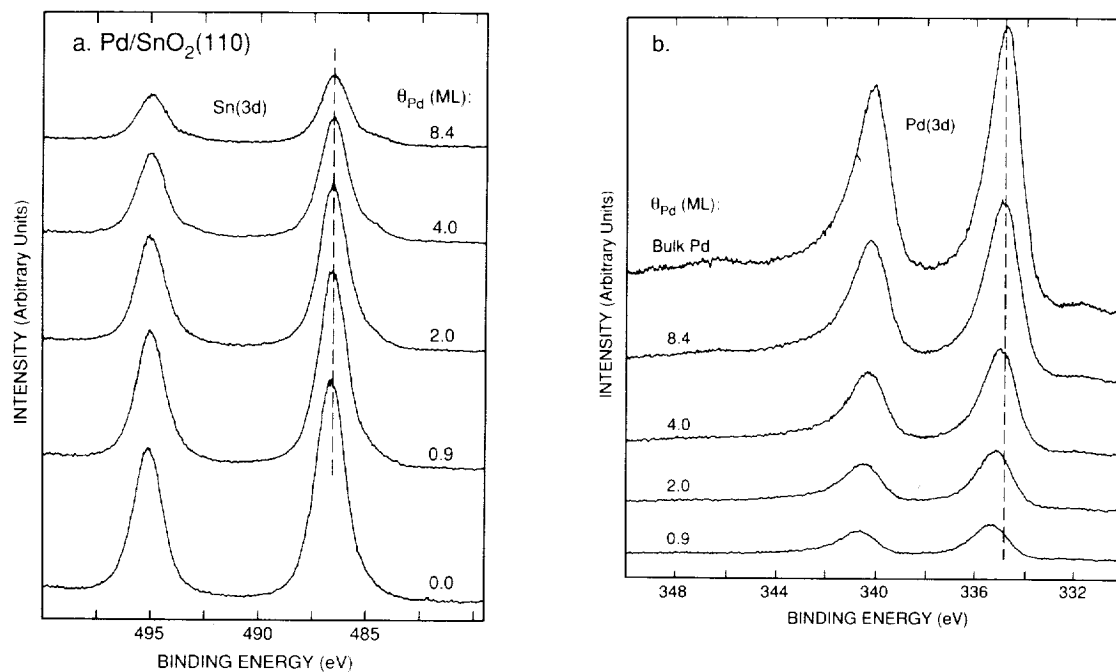 a. Pd/SnO₂(110)
Sn(3d)
θPd (ML):
8.4
4.0
2.0
0.9
0.0
INTENSITY (Arbitrary Units)
495 490 485
BINDING ENERGY (eV)
b.
Pd(3d)
θPd (ML):
Bulk Pd
8.4
4.0
2.0
0.9
INTENSITY (Arbitrary Units)
348 344 340 336 332
BINDING ENERGY (eV)